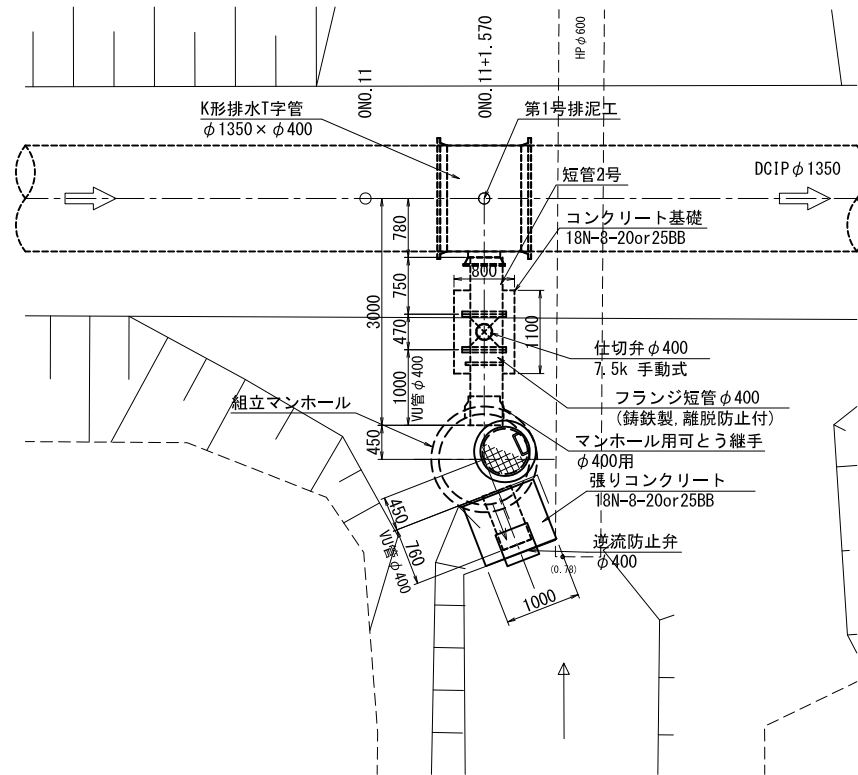 HPφ600
0N0.11
0N0.11+1.570
K形排水T字管
φ1350×φ400
第1号排泥工
DCIPφ1350
短管2号
コンクリート基礎
18N-8-20or25BB
780
800
750
3000
470
1100
1000
VU管φ400
仕切弁φ400
7.5k 手動式
フランジ短管φ400
(鋳鉄製,離脱防止付)
組立マンホール
450
マンホール用可とう継手
φ400用
張りコンクリート
18N-8-20or25BB
450
760
VU管φ400
逆流防止弁
φ400
(0.78)
1000